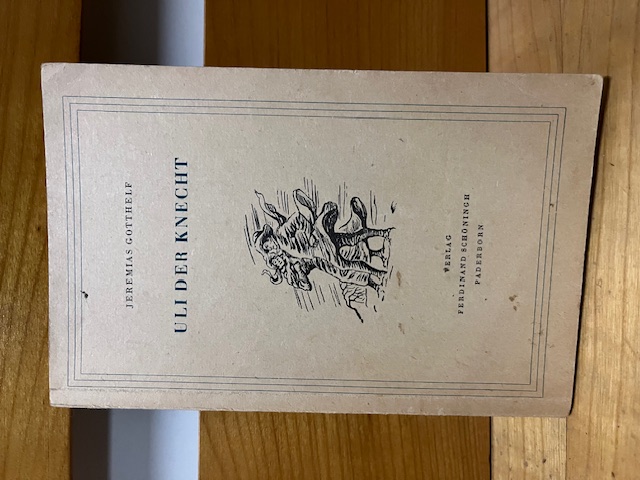 JEREMIAS GOTTHELF
ULI DER KNECHT
VERLAG
FERDINAND SCHÖNINGH
PADERBORN